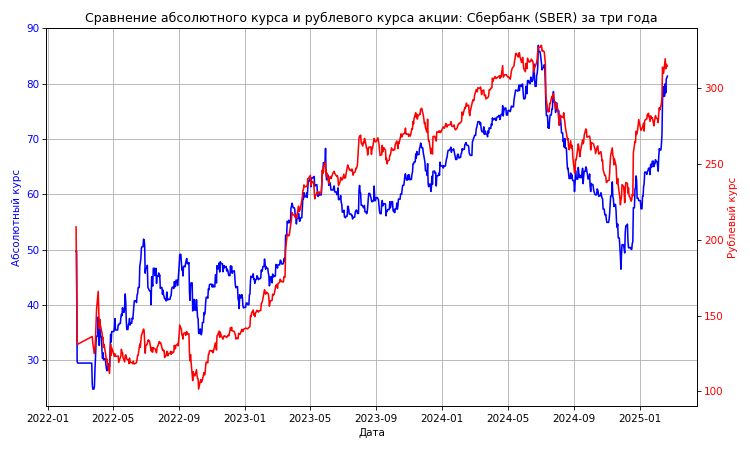 Сравнение абсолютного курса и рублевого курса акции: Сбербанк (SBER) за три года
90
80
70
60
50
40
30
Абсолютный курс
300
250
200
150
100
Рублевый курс
2022-01 2022-05 2022-09 2023-01 2023-05 2023-09 2024-01 2024-05 2024-09 2025-01
Дата